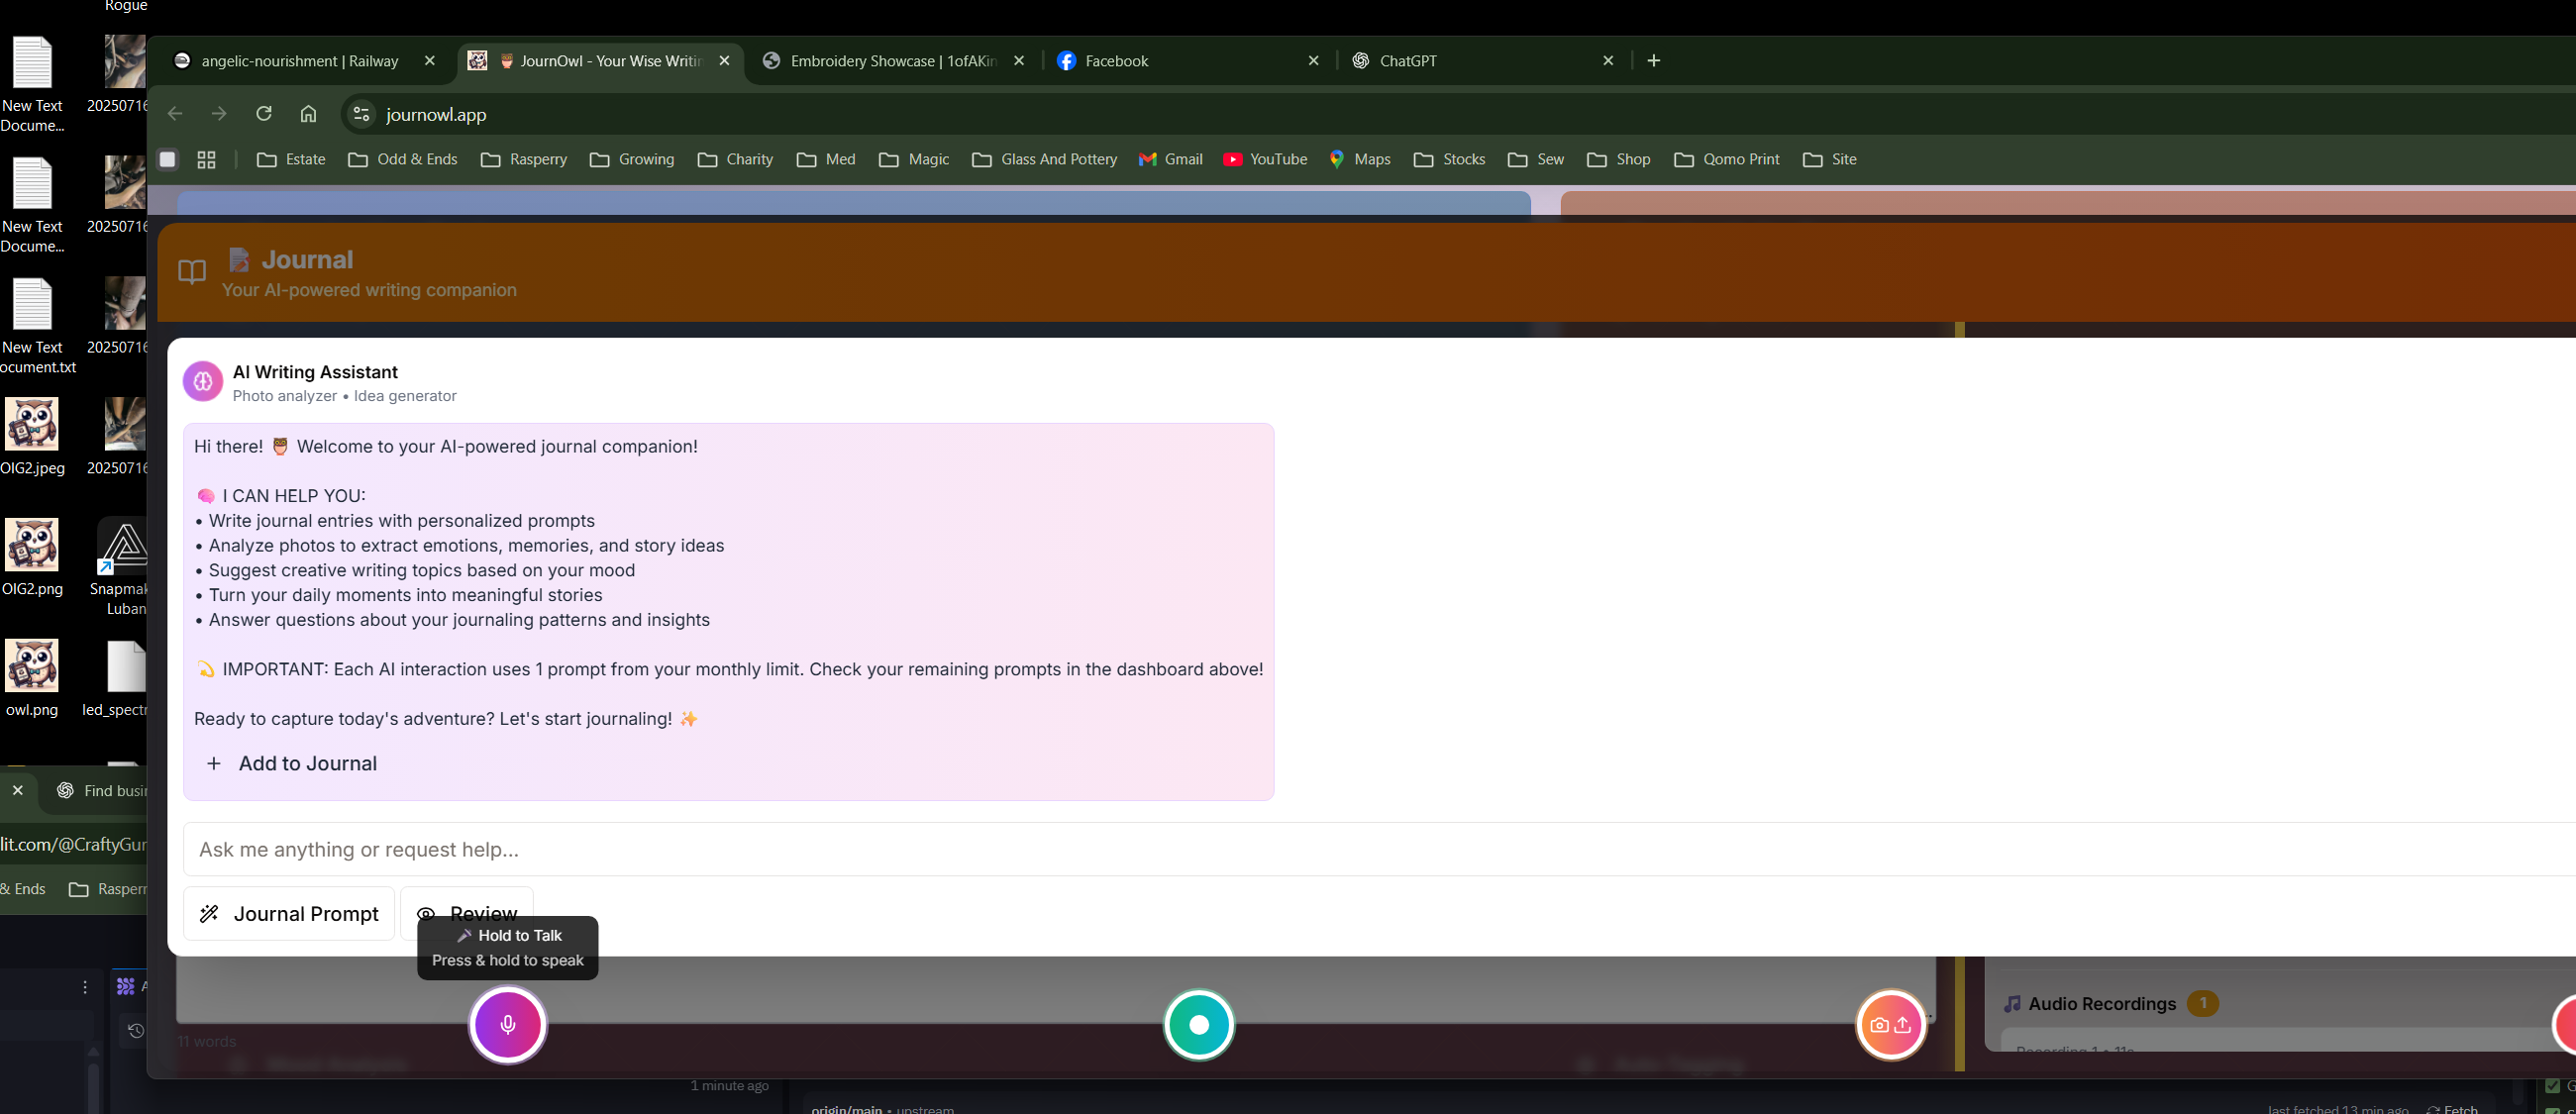 Rogue
New Text
Docume...
20250716
New Text
Docume...
20250716
New Text
ocument.txt
20250716
OIG2.jpeg
20250716
OIG2.png
Snapmak
Luban
owl.png
led_spectr
Find busin
lit.com/@CraftyGur
& Ends
Rasperr
angelic-nourishment | Railway
JournOwl - Your Wise Writin
Embroidery Showcase | 1ofAKin
Facebook
ChatGPT
journowl.app
Estate
Odd & Ends
Rasperry
Growing
Charity
Med
Magic
Glass And Pottery
Gmail
YouTube
Maps
Stocks
Sew
Shop
Qomo Print
Site
Journal
Your AI-powered writing companion
AI Writing Assistant
Photo analyzer • Idea generator
Hi there! 🦉 Welcome to your AI-powered journal companion!
🧠 I CAN HELP YOU:
• Write journal entries with personalized prompts
• Analyze photos to extract emotions, memories, and story ideas
• Suggest creative writing topics based on your mood
• Turn your daily moments into meaningful stories
• Answer questions about your journaling patterns and insights
💫 IMPORTANT: Each AI interaction uses 1 prompt from your monthly limit. Check your remaining prompts in the dashboard above!
Ready to capture today's adventure? Let's start journaling! ✨
+ Add to Journal
Ask me anything or request help...
Journal Prompt
Review
Hold to Talk
Press & hold to speak
Audio Recordings 1
Recording 1 • 11s
11 words
Mood Analysis
Auto Tagging
1 minute ago
origin/main • upstream
last fetched 13 min ago
Fetch